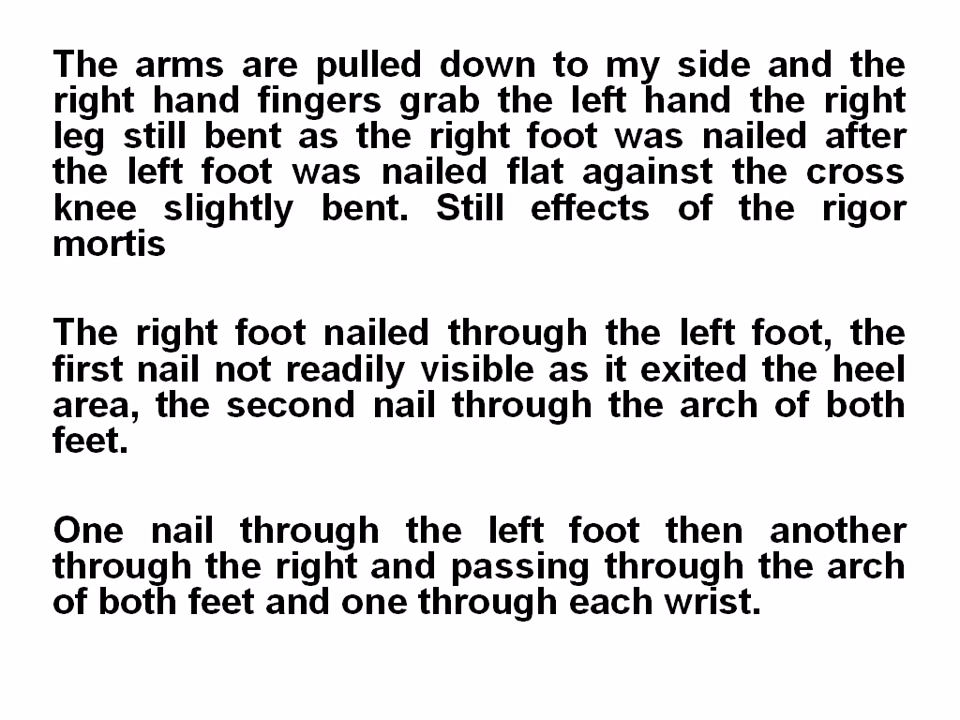 The arms are pulled down to my side and the
right hand fingers grab the left hand the right
leg still bent as the right foot was nailed after
the left foot was nailed flat against the cross
knee slightly bent. Still effects of the rigor
mortis
The right foot nailed through the left foot, the
first nail not readily visible as it exited the heel
area, the second nail through the arch of both
feet.
One nail through the left foot then another
through the right and passing through the arch
of both feet and one through each wrist.